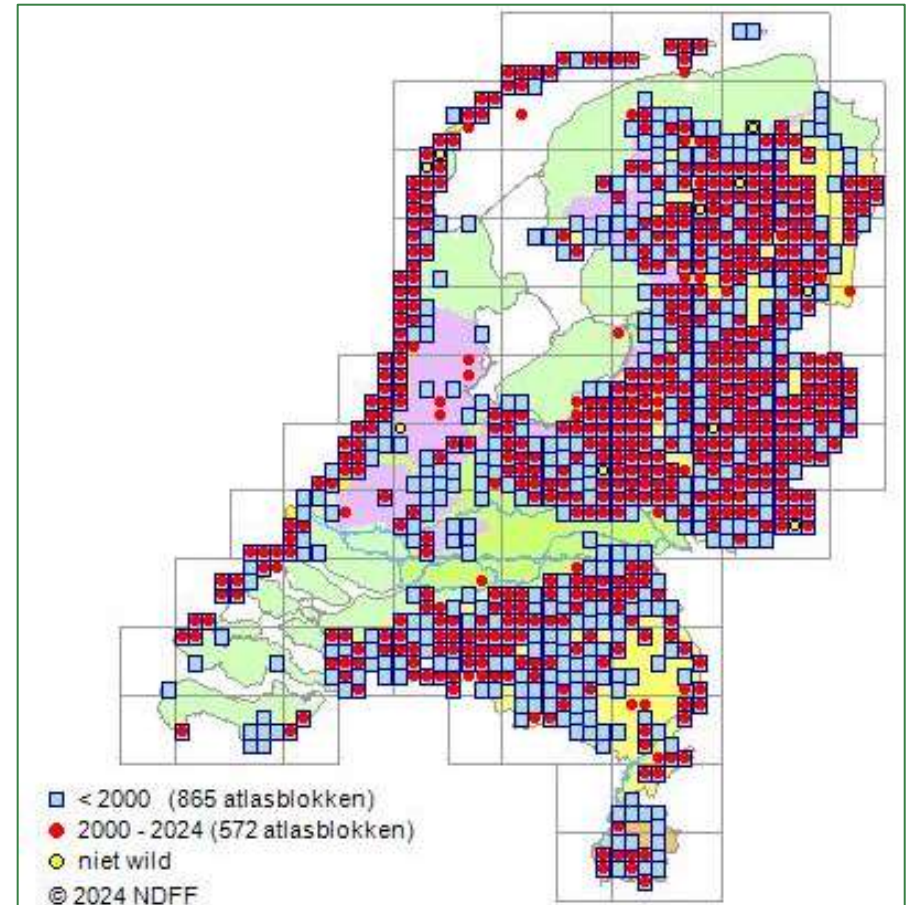 < 2000 (865 atlasblokken)
2000 - 2024 (572 atlasblokken)
niet wild
© 2024 NDFF